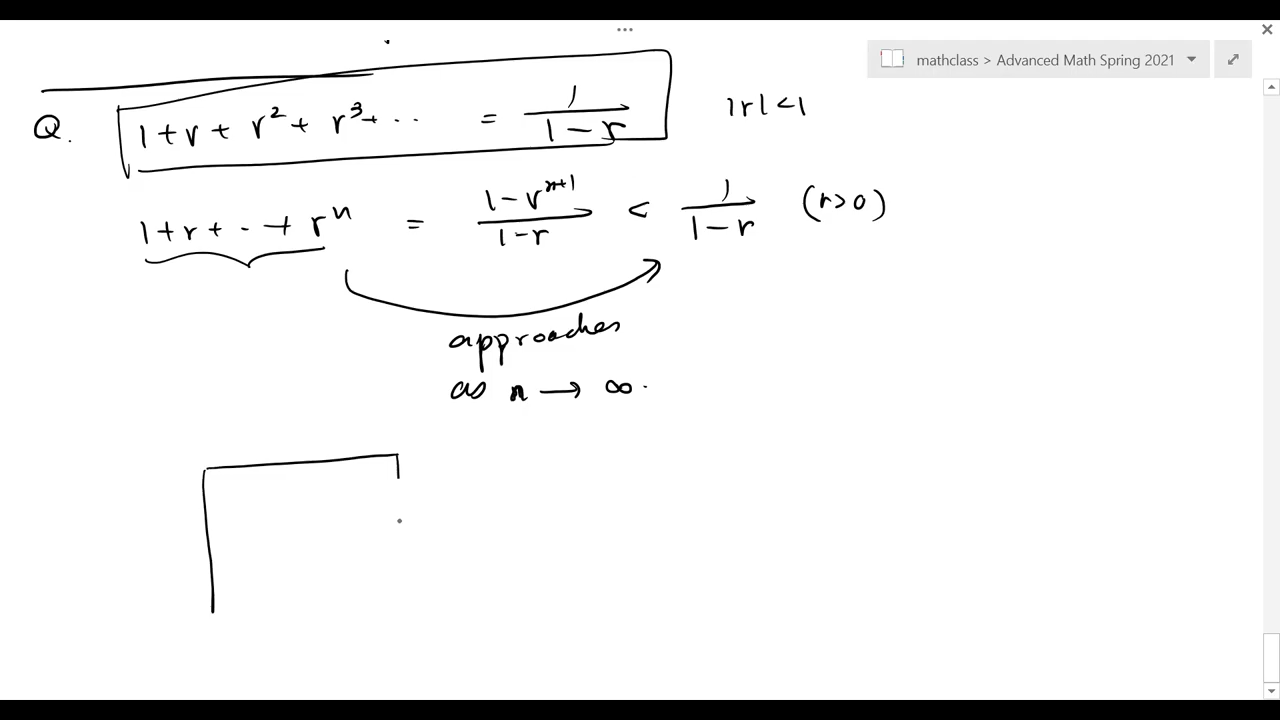 mathclass > Advanced Math Spring 2021
Q. 1 + r + r² + r³ + ·· = 1/(1 − r) |r| < 1
1 + r + ·· + rⁿ = (1 − rⁿ⁺¹)/(1 − r) < 1/(1 − r) (r > 0)
approaches
as n → ∞.